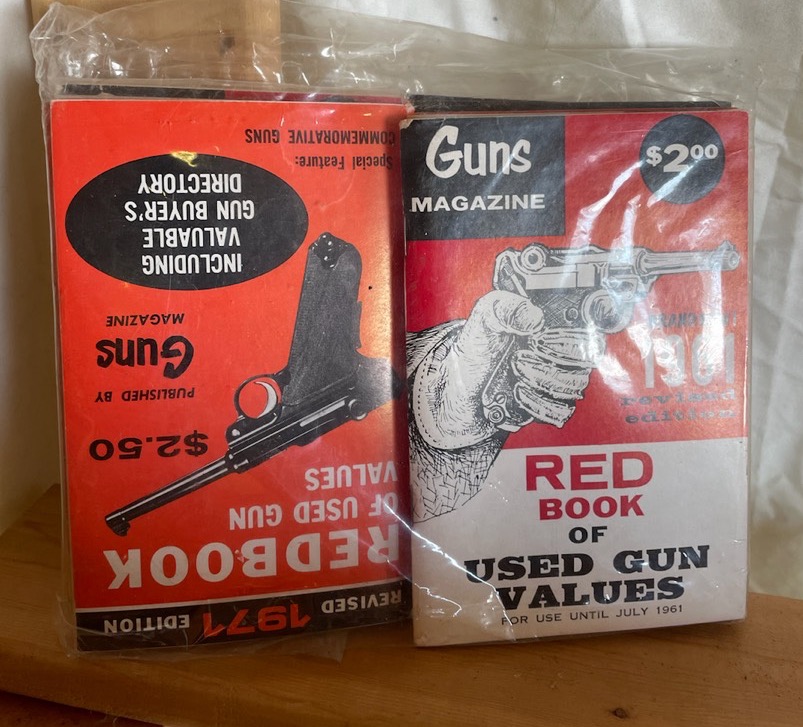 REVISED 1971 EDITION
REDBOOK
OF USED GUN
VALUES
$2.50
PUBLISHED BY
Guns
MAGAZINE
INCLUDING
VALUABLE
GUN BUYER'S
DIRECTORY
Special Feature:
COMMEMORATIVE GUNS
Guns
MAGAZINE
$2.00
1961
revised
edition
RED
BOOK
OF
USED GUN
VALUES
FOR USE UNTIL JULY 1961